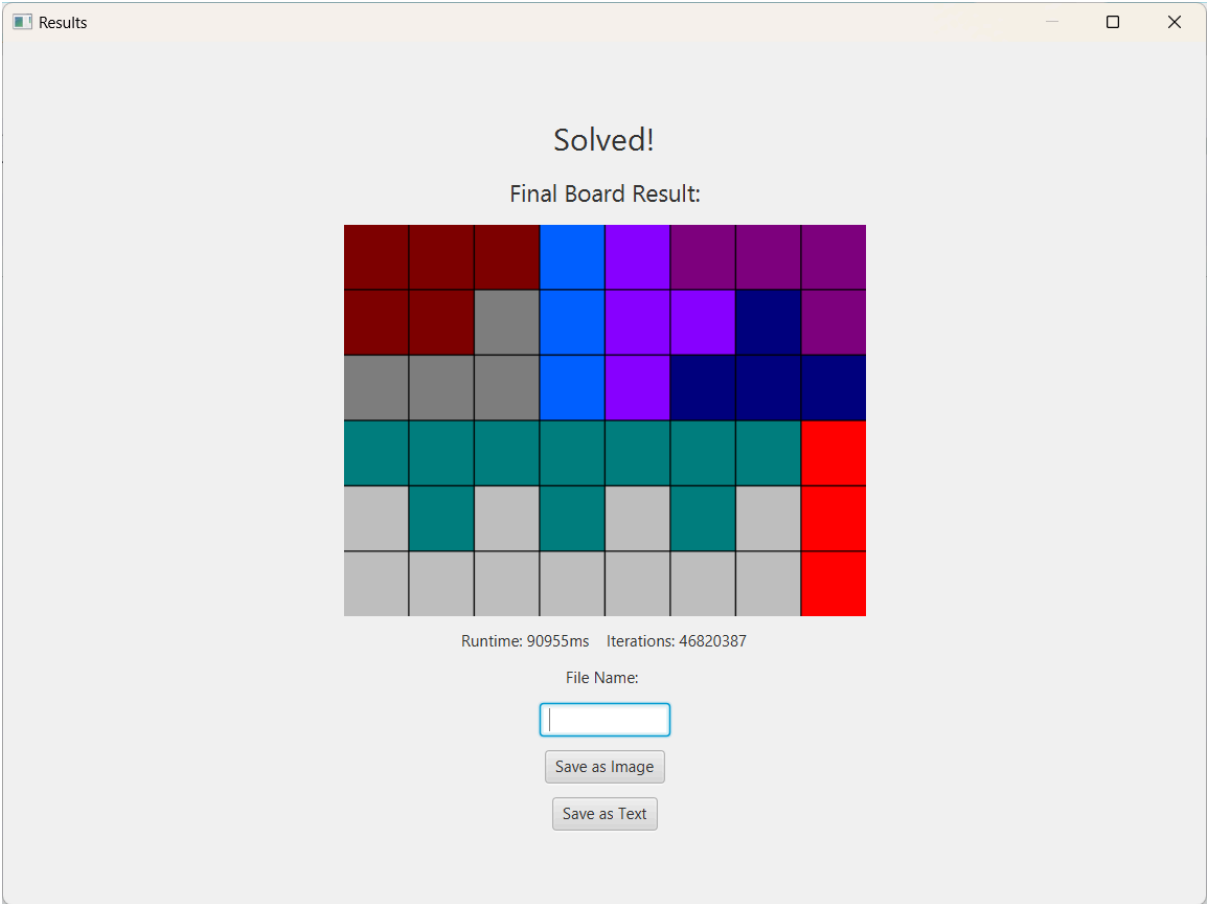 Results
Solved!
Final Board Result:
Runtime: 90955ms Iterations: 46820387
File Name:
Save as Image
Save as Text